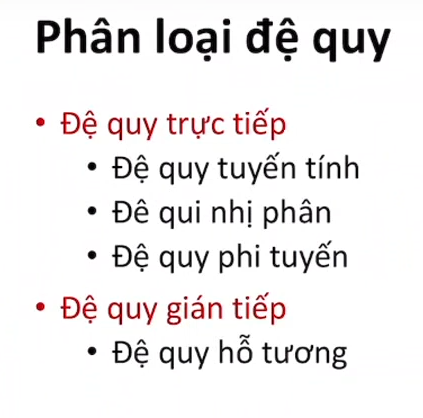 Phân loại đệ quy
• Đệ quy trực tiếp
• Đệ quy tuyến tính
• Đê qui nhị phân
• Đệ quy phi tuyến
• Đệ quy gián tiếp
• Đệ quy hỗ tương